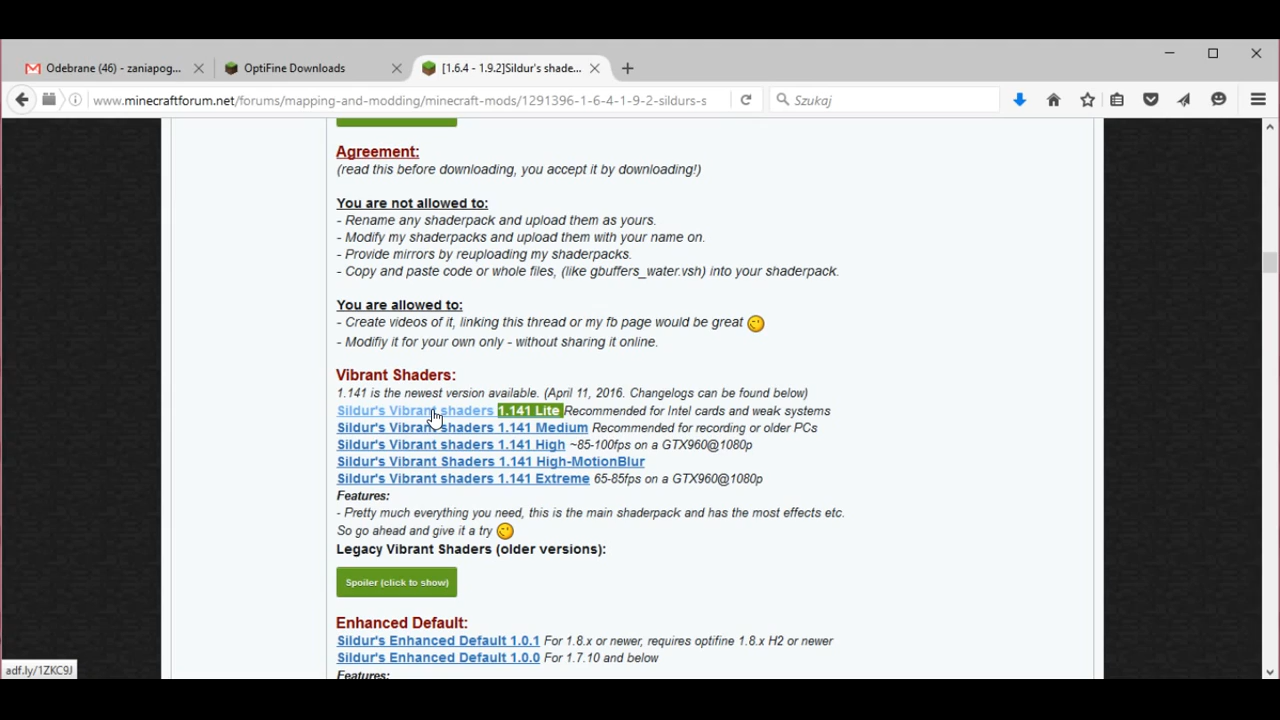 Odebrane (46) - zaniapog...
OptiFine Downloads
[1.6.4 - 1.9.2]Sildur's shade...
www.minecraftforum.net/forums/mapping-and-modding/minecraft-mods/1291396-1-6-4-1-9-2-sildurs-s
Szukaj
Agreement:
(read this before downloading, you accept it by downloading!)
You are not allowed to:
- Rename any shaderpack and upload them as yours.
- Modify my shaderpacks and upload them with your name on.
- Provide mirrors by reuploading my shaderpacks.
- Copy and paste code or whole files, (like gbuffers_water.vsh) into your shaderpack.
You are allowed to:
- Create videos of it, linking this thread or my fb page would be great
- Modifiy it for your own only - without sharing it online.
Vibrant Shaders:
1.141 is the newest version available. (April 11, 2016. Changelogs can be found below)
Sildur's Vibrant shaders 1.141 Lite Recommended for Intel cards and weak systems
Sildur's Vibrant shaders 1.141 Medium Recommended for recording or older PCs
Sildur's Vibrant shaders 1.141 High ~85-100fps on a GTX960@1080p
Sildur's Vibrant Shaders 1.141 High-MotionBlur
Sildur's Vibrant shaders 1.141 Extreme 65-85fps on a GTX960@1080p
Features:
- Pretty much everything you need, this is the main shaderpack and has the most effects etc.
So go ahead and give it a try
Legacy Vibrant Shaders (older versions):
Spoiler (click to show)
Enhanced Default:
Sildur's Enhanced Default 1.0.1 For 1.8.x or newer, requires optifine 1.8.x H2 or newer
Sildur's Enhanced Default 1.0.0 For 1.7.10 and below
Features:
adf.ly/1ZKC9J